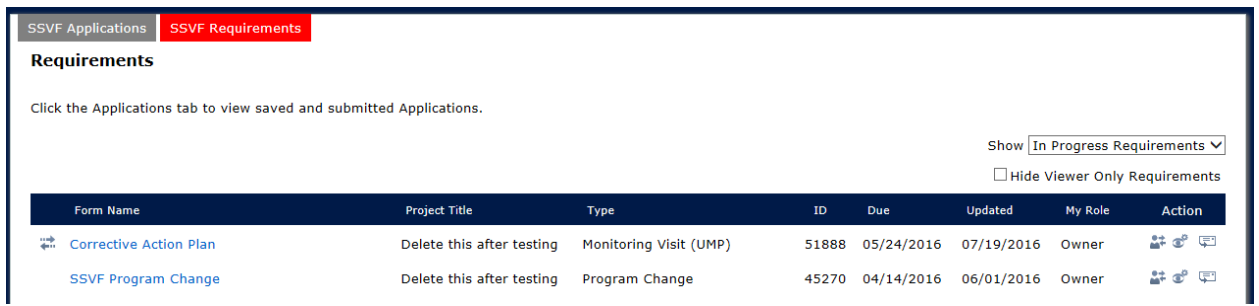 SSVF Applications SSVF Requirements
Requirements
Click the Applications tab to view saved and submitted Applications.
Show In Progress Requirements
Hide Viewer Only Requirements
Form Name Project Title Type ID Due Updated My Role Action
Corrective Action Plan Delete this after testing Monitoring Visit (UMP) 51888 05/24/2016 07/19/2016 Owner
SSVF Program Change Delete this after testing Program Change 45270 04/14/2016 06/01/2016 Owner